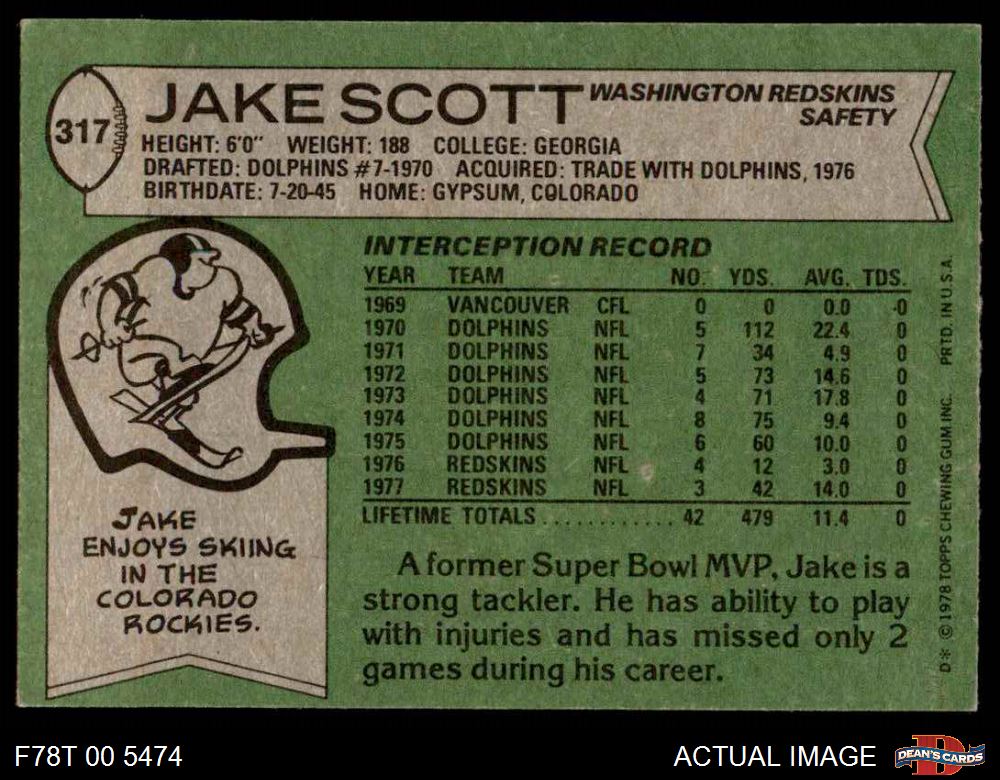 317
JAKE SCOTT
WASHINGTON REDSKINS
SAFETY
HEIGHT: 6'0" WEIGHT: 188 COLLEGE: GEORGIA
DRAFTED: DOLPHINS #7-1970 ACQUIRED: TRADE WITH DOLPHINS, 1976
BIRTHDATE: 7-20-45 HOME: GYPSUM, COLORADO
INTERCEPTION RECORD
YEAR TEAM NO. YDS. AVG. TDS.
1969 VANCOUVER CFL 0 0 0.0 0
1970 DOLPHINS NFL 5 112 22.4 0
1971 DOLPHINS NFL 7 34 4.9 0
1972 DOLPHINS NFL 5 73 14.6 0
1973 DOLPHINS NFL 4 71 17.8 0
1974 DOLPHINS NFL 8 75 9.4 0
1975 DOLPHINS NFL 6 60 10.0 0
1976 REDSKINS NFL 4 12 3.0 0
1977 REDSKINS NFL 3 42 14.0 0
LIFETIME TOTALS............ 42 479 11.4 0
JAKE
ENJOYS SKIING
IN THE
COLORADO
ROCKIES.
A former Super Bowl MVP, Jake is a
strong tackler. He has ability to play
with injuries and has missed only 2
games during his career.
D* © 1978 TOPPS CHEWING GUM INC. PRTD. IN U.S.A.
F78T 00 5474
ACTUAL IMAGE
DEAN'S CARDS